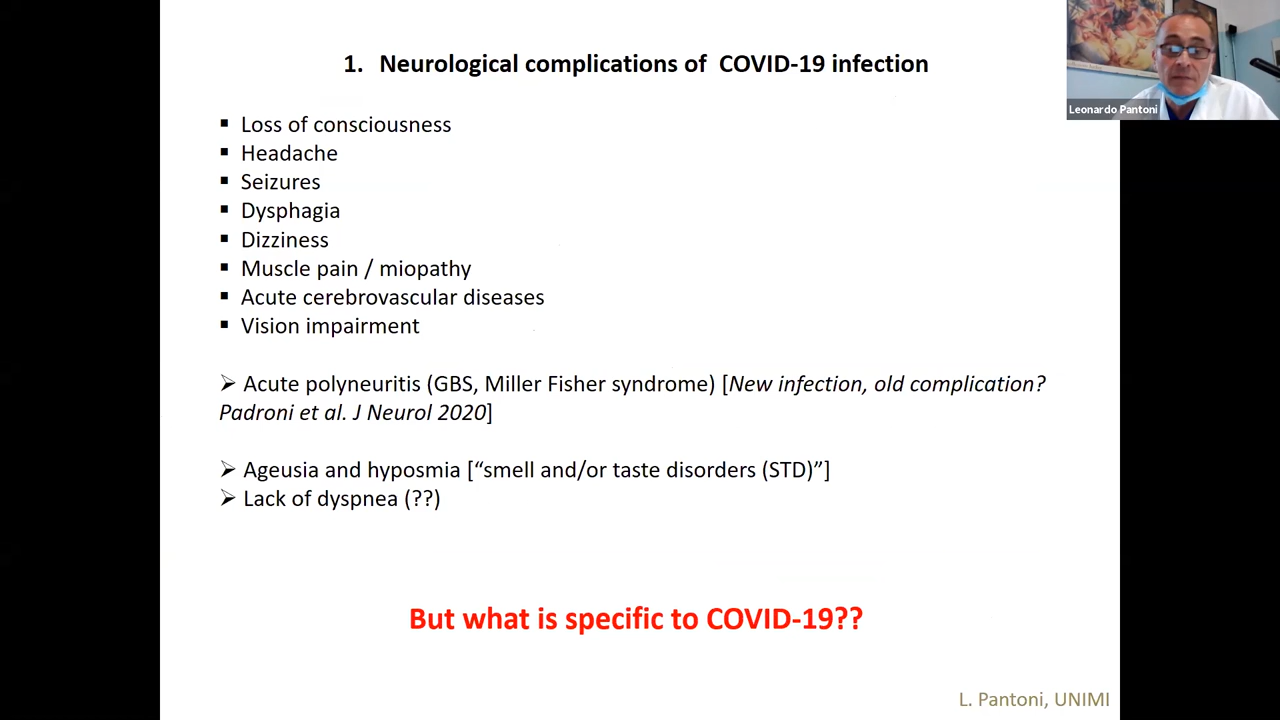 1. Neurological complications of COVID-19 infection
Leonardo Pantoni
▪ Loss of consciousness
▪ Headache
▪ Seizures
▪ Dysphagia
▪ Dizziness
▪ Muscle pain / miopathy
▪ Acute cerebrovascular diseases
▪ Vision impairment
➢ Acute polyneuritis (GBS, Miller Fisher syndrome) [New infection, old complication?
Padroni et al. J Neurol 2020]
➢ Ageusia and hyposmia [“smell and/or taste disorders (STD)”]
➢ Lack of dyspnea (??)
But what is specific to COVID-19??
L. Pantoni, UNIMI